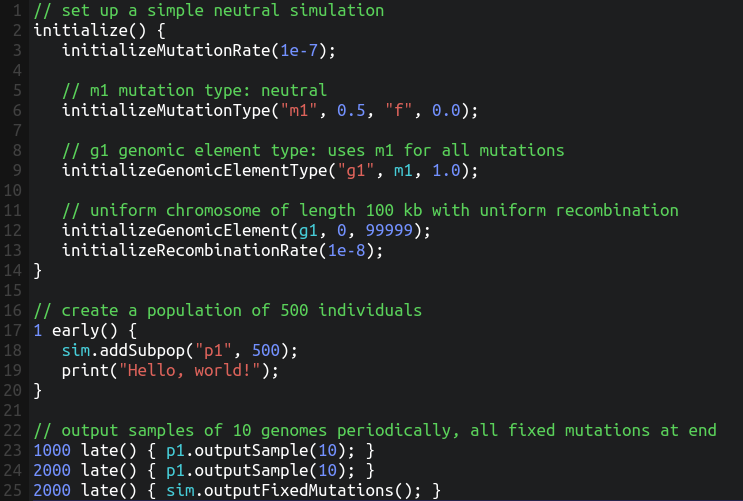 1 // set up a simple neutral simulation
2 initialize() {
3    initializeMutationRate(1e-7);
4
5    // m1 mutation type: neutral
6    initializeMutationType("m1", 0.5, "f", 0.0);
7
8    // g1 genomic element type: uses m1 for all mutations
9    initializeGenomicElementType("g1", m1, 1.0);
10
11    // uniform chromosome of length 100 kb with uniform recombination
12    initializeGenomicElement(g1, 0, 99999);
13    initializeRecombinationRate(1e-8);
14 }
15
16 // create a population of 500 individuals
17 1 early() {
18    sim.addSubpop("p1", 500);
19    print("Hello, world!");
20 }
21
22 // output samples of 10 genomes periodically, all fixed mutations at end
23 1000 late() { p1.outputSample(10); }
24 2000 late() { p1.outputSample(10); }
25 2000 late() { sim.outputFixedMutations(); }